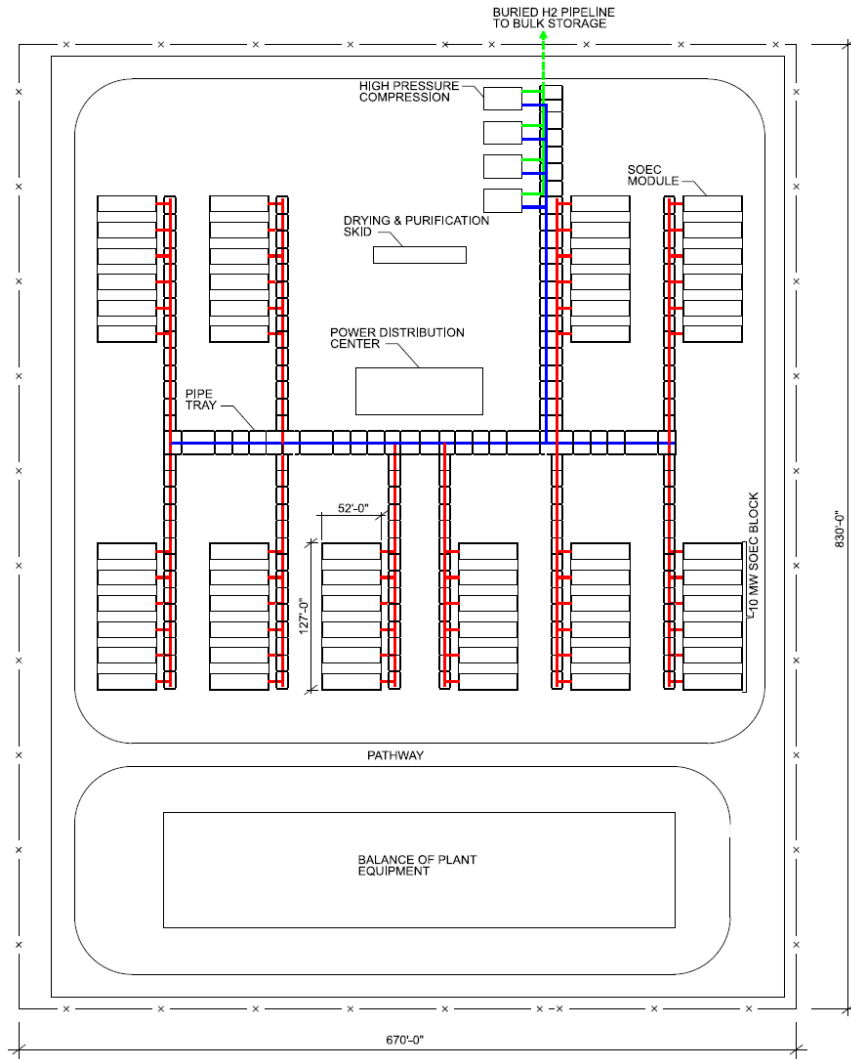 BURIED H2 PIPELINE
TO BULK STORAGE
HIGH PRESSURE
COMPRESSION
SOEC
MODULE
DRYING & PURIFICATION
SKID
POWER DISTRIBUTION
CENTER
PIPE
TRAY
52'-0"
127'-0"
10 MW SOEC BLOCK
830'-0"
PATHWAY
BALANCE OF PLANT
EQUIPMENT
670'-0"